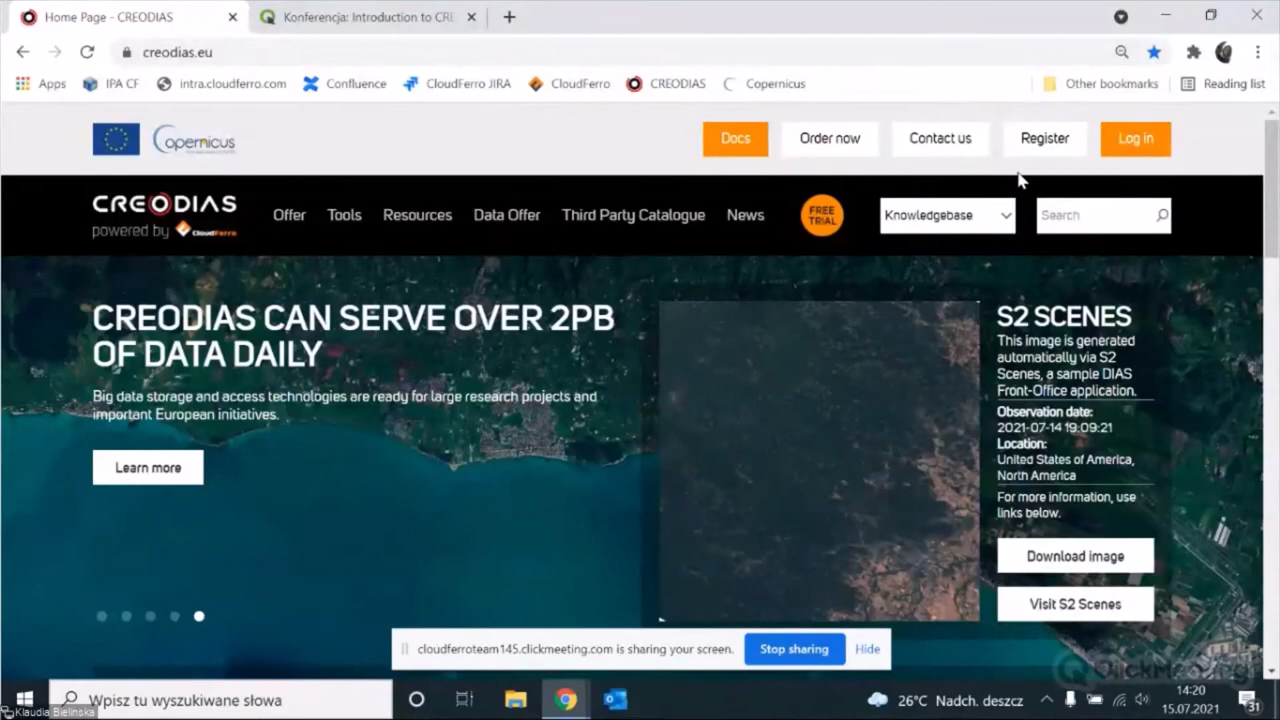 Home Page - CREODIAS
Konferencja: Introduction to CRE
creodias.eu
Apps
IPA CF
intra.cloudferro.com
Confluence
CloudFerro JIRA
CloudFerro
CREODIAS
Copernicus
Other bookmarks
Reading list
Copernicus
Docs
Order now
Contact us
Register
Log in
CREODIAS
powered by CloudFerro
Offer
Tools
Resources
Data Offer
Third Party Catalogue
News
FREE
TRIAL
Knowledgebase
Search
CREODIAS CAN SERVE OVER 2PB
OF DATA DAILY
Big data storage and access technologies are ready for large research projects and
important European initiatives.
Learn more
S2 SCENES
This image is generated
automatically via S2
Scenes, a sample DIAS
Front-Office application.
Observation date:
2021-07-14 19:09:21
Location:
United States of America,
North America
For more information, use
links below.
Download image
Visit S2 Scenes
cloudferroteam145.clickmeeting.com is sharing your screen.
Stop sharing
Hide
ClickMeeting
Wpisz tu wyszukiwane słowa
26°C Nadch. deszcz
14:20
15.07.2021
31
Klaudia Bielinska